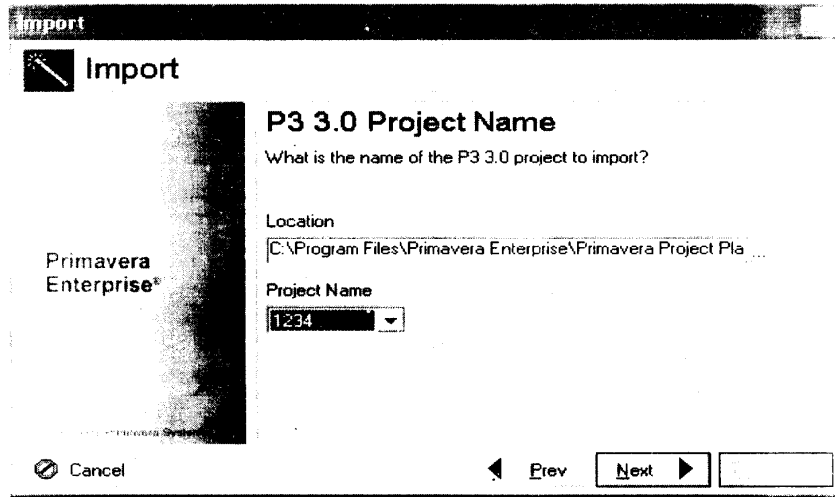 Import
Import
P3 3.0 Project Name
What is the name of the P3 3.0 project to import?
Location
C:\Program Files\Primavera Enterprise\Primavera Project Pla ...
Primavera
Enterprise®
Project Name
1234
Cancel
Prev
Next